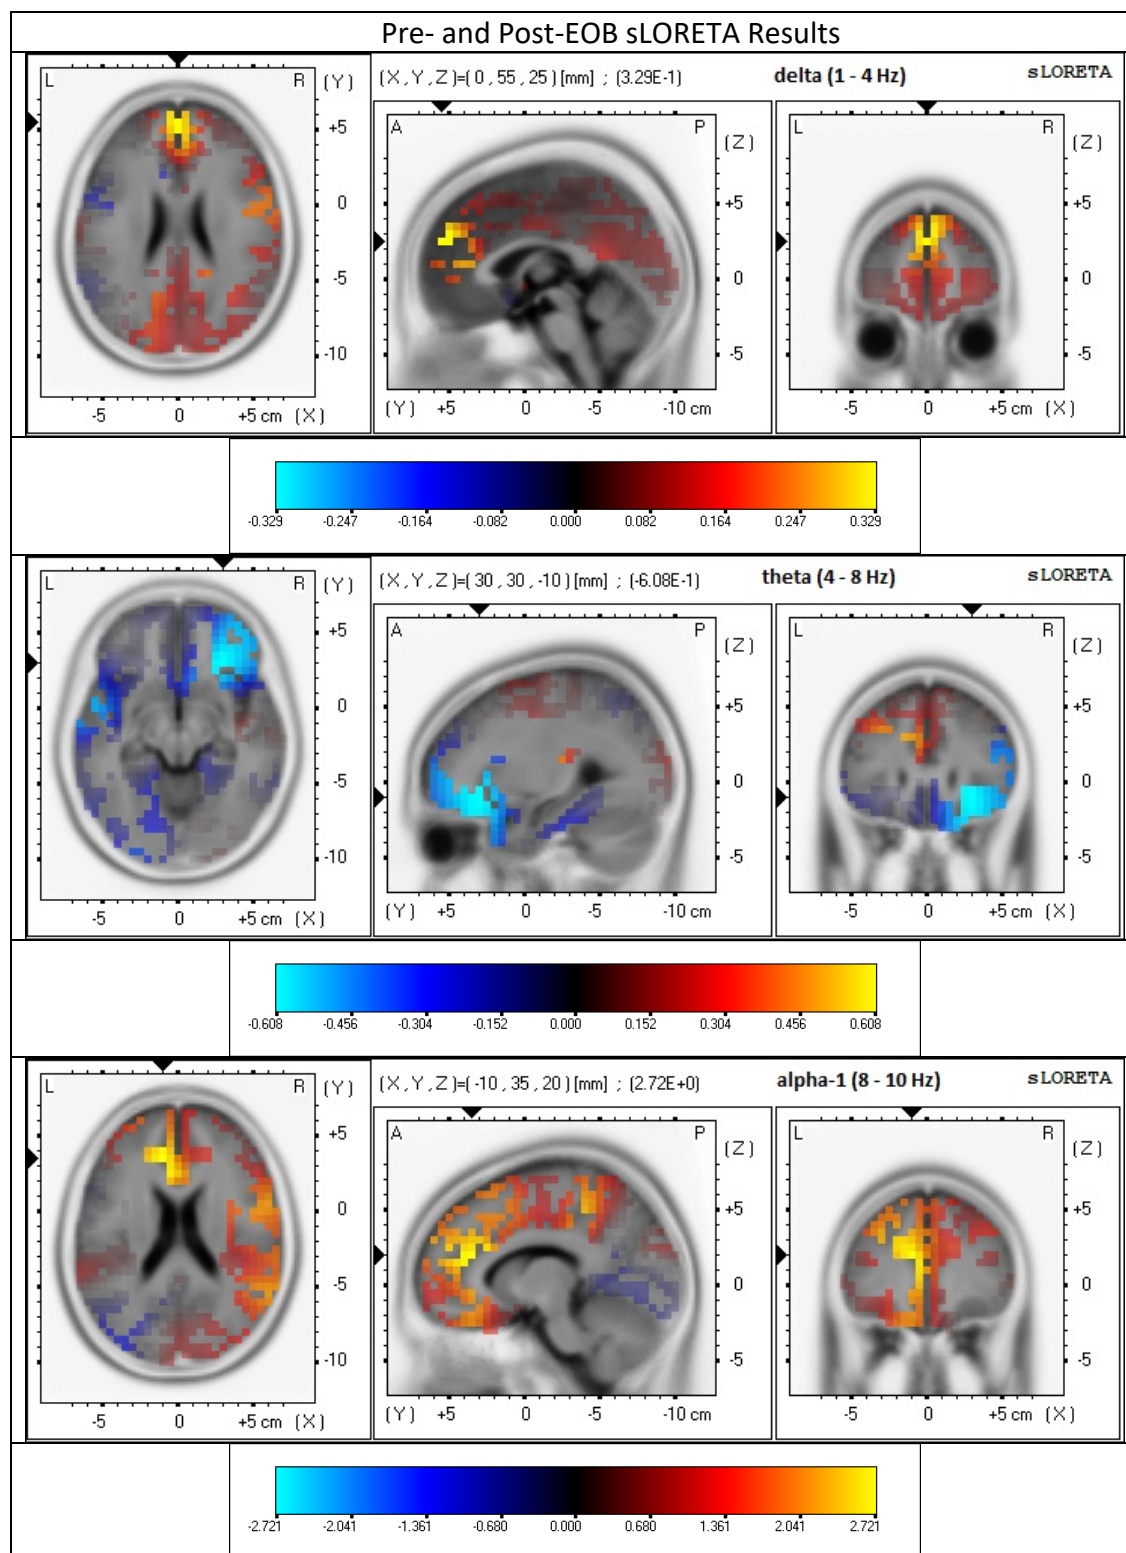 Pre- and Post-EOB sLORETA Results
L R (Y) (X, Y, Z)=( 0 , 55 , 25 ) [mm] ; (3.29E-1) delta (1 - 4 Hz) sLORETA
A P (Z) L R (Z)
+5 +5 +5
0 0 0
-5 -5 -5
-10
-5 0 +5 cm (X) (Y) +5 0 -5 -10 cm -5 0 +5 cm (X)
-0.329 -0.247 -0.164 -0.082 0.000 0.082 0.164 0.247 0.329
L R (Y) (X, Y, Z)=( 30 , 30 , -10 ) [mm] ; (-6.08E-1) theta (4 - 8 Hz) sLORETA
A P (Z) L R (Z)
+5 +5 +5
0 0 0
-5 -5 -5
-10
-5 0 +5 cm (X) (Y) +5 0 -5 -10 cm -5 0 +5 cm (X)
-0.608 -0.456 -0.304 -0.152 0.000 0.152 0.304 0.456 0.608
L R (Y) (X, Y, Z)=( -10 , 35 , 20 ) [mm] ; (2.72E+0) alpha-1 (8 - 10 Hz) sLORETA
A P (Z) L R (Z)
+5 +5 +5
0 0 0
-5 -5 -5
-10
-5 0 +5 cm (X) (Y) +5 0 -5 -10 cm -5 0 +5 cm (X)
-2.721 -2.041 -1.361 -0.680 0.000 0.680 1.361 2.041 2.721